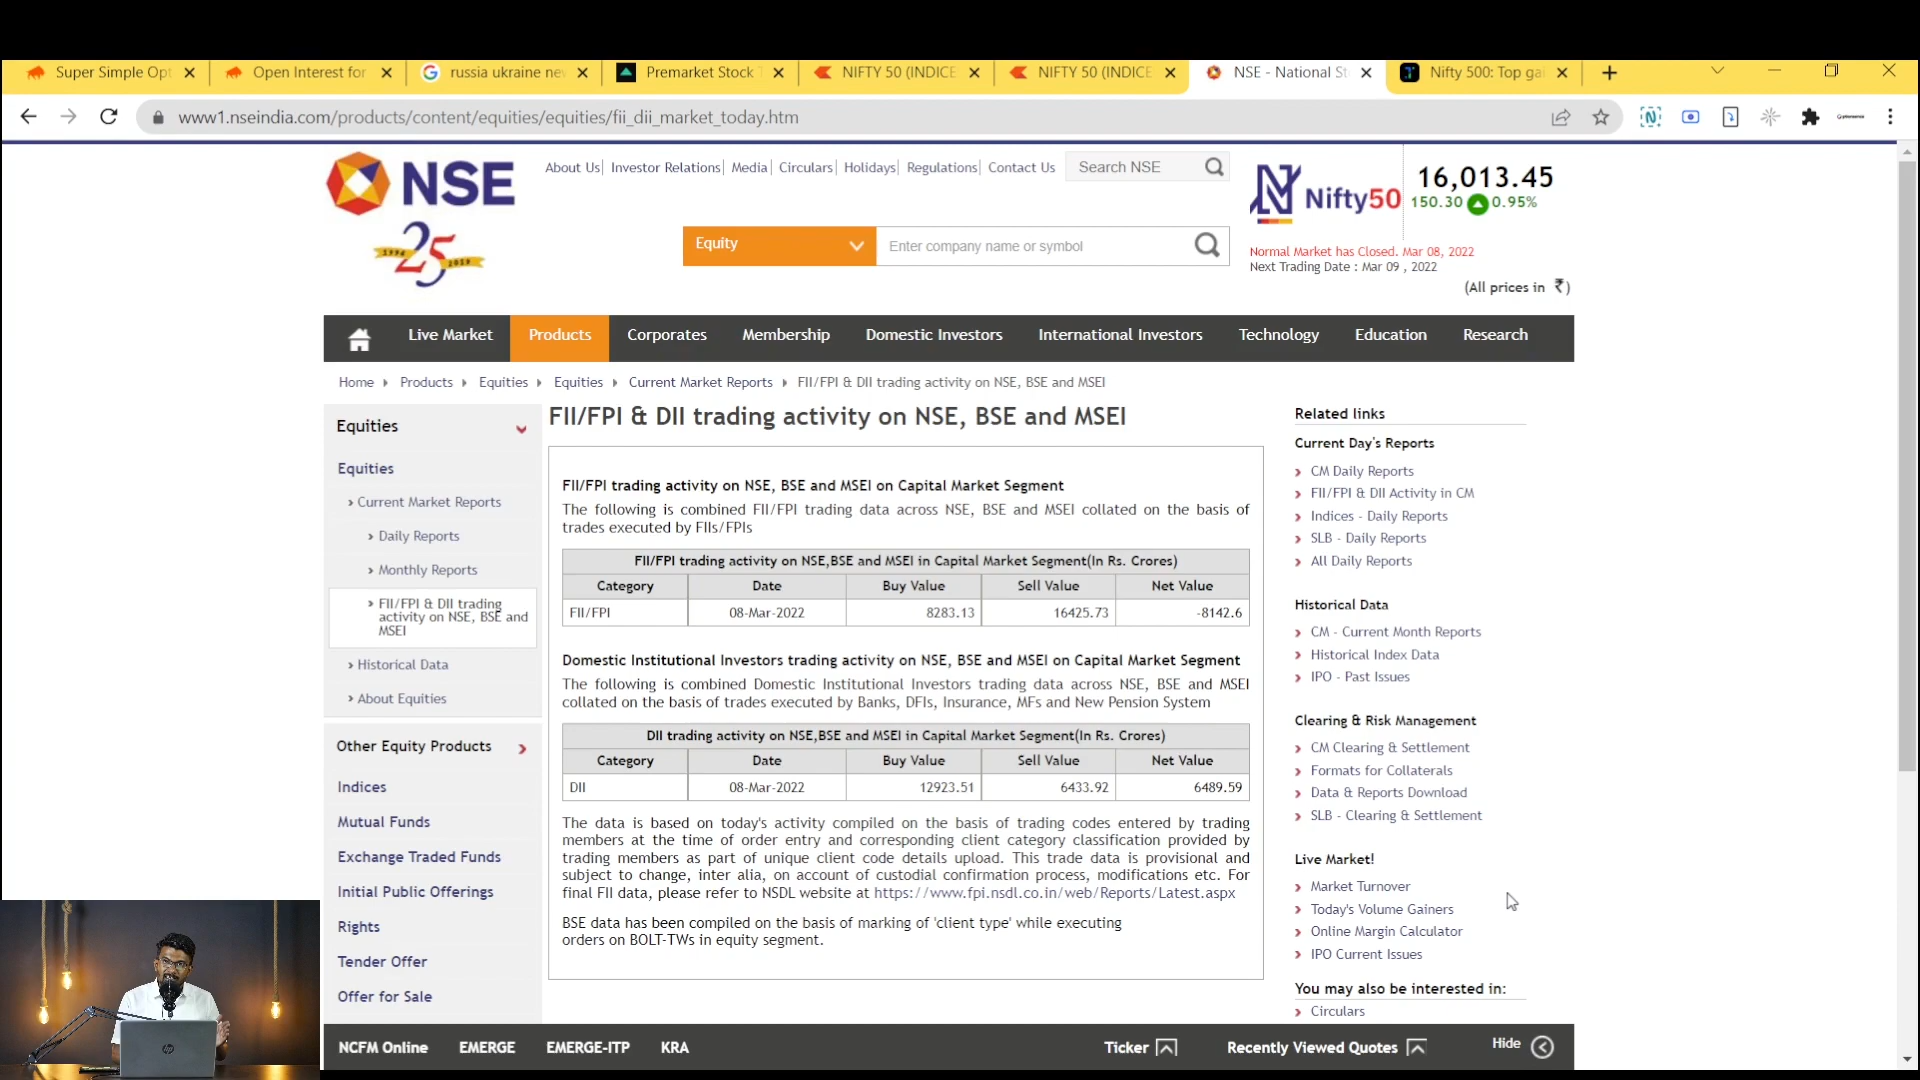 Super Simple Opt
Open Interest for
russia ukraine nev
Premarket Stock T
NIFTY 50 (INDICE
NIFTY 50 (INDICE
NSE - National St
Nifty 500: Top gai
www1.nseindia.com/products/content/equities/equities/fii_dii_market_today.htm
NSE
25
About Us| Investor Relations| Media| Circulars| Holidays| Regulations| Contact Us
Search NSE
Equity
Enter company name or symbol
Nifty50
16,013.45
150.30 0.95%
Normal Market has Closed. Mar 08, 2022
Next Trading Date : Mar 09 , 2022
(All prices in ₹)
Live Market Products Corporates Membership Domestic Investors International Investors Technology Education Research
Home Products Equities Equities Current Market Reports FII/FPI & DII trading activity on NSE, BSE and MSEI
Equities
Equities
Current Market Reports
Daily Reports
Monthly Reports
FII/FPI & DII trading
activity on NSE, BSE and
MSEI
Historical Data
About Equities
Other Equity Products
Indices
Mutual Funds
Exchange Traded Funds
Initial Public Offerings
Rights
Tender Offer
Offer for Sale
FII/FPI & DII trading activity on NSE, BSE and MSEI
FII/FPI trading activity on NSE, BSE and MSEI on Capital Market Segment
The following is combined FII/FPI trading data across NSE, BSE and MSEI collated on the basis of
trades executed by FIIs/FPIs
FII/FPI trading activity on NSE,BSE and MSEI in Capital Market Segment(In Rs. Crores)
Category Date Buy Value Sell Value Net Value
FII/FPI 08-Mar-2022 8283.13 16425.73 -8142.6
Domestic Institutional Investors trading activity on NSE, BSE and MSEI on Capital Market Segment
The following is combined Domestic Institutional Investors trading data across NSE, BSE and MSEI
collated on the basis of trades executed by Banks, DFIs, Insurance, MFs and New Pension System
DII trading activity on NSE,BSE and MSEI in Capital Market Segment(In Rs. Crores)
Category Date Buy Value Sell Value Net Value
DII 08-Mar-2022 12923.51 6433.92 6489.59
The data is based on today's activity compiled on the basis of trading codes entered by trading
members at the time of order entry and corresponding client category classification provided by
trading members as part of unique client code details upload. This trade data is provisional and
subject to change, inter alia, on account of custodial confirmation process, modifications etc. For
final FII data, please refer to NSDL website at https://www.fpi.nsdl.co.in/web/Reports/Latest.aspx
BSE data has been compiled on the basis of marking of 'client type' while executing
orders on BOLT-TWs in equity segment.
Related links
Current Day's Reports
CM Daily Reports
FII/FPI & DII Activity in CM
Indices - Daily Reports
SLB - Daily Reports
All Daily Reports
Historical Data
CM - Current Month Reports
Historical Index Data
IPO - Past Issues
Clearing & Risk Management
CM Clearing & Settlement
Formats for Collaterals
Data & Reports Download
SLB - Clearing & Settlement
Live Market!
Market Turnover
Today's Volume Gainers
Online Margin Calculator
IPO Current Issues
You may also be interested in:
Circulars
NCFM Online EMERGE EMERGE-ITP KRA Ticker Recently Viewed Quotes Hide
hp